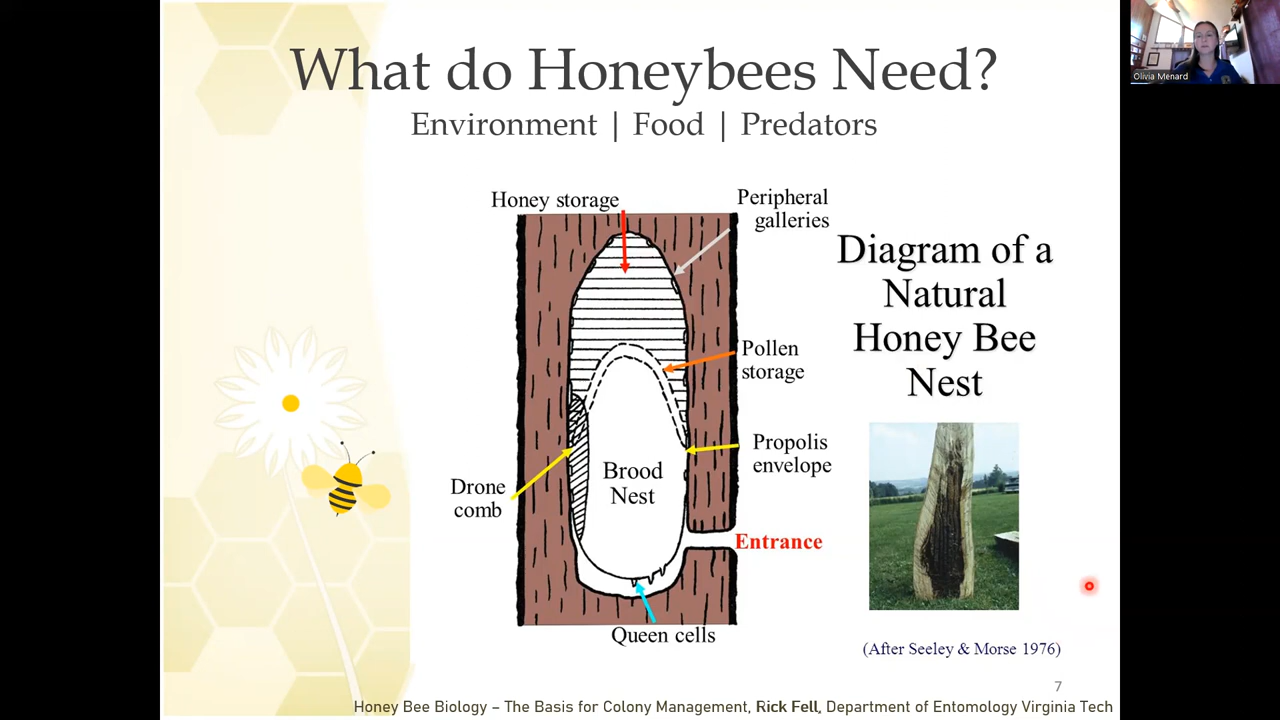 What do Honeybees Need?
Environment | Food | Predators
Olivia Menard
Honey storage
Peripheral
galleries
Diagram of a
Natural
Honey Bee
Nest
Pollen
storage
Propolis
envelope
Brood
Nest
Drone
comb
Entrance
Queen cells
(After Seeley & Morse 1976)
7
Honey Bee Biology – The Basis for Colony Management, Rick Fell, Department of Entomology Virginia Tech